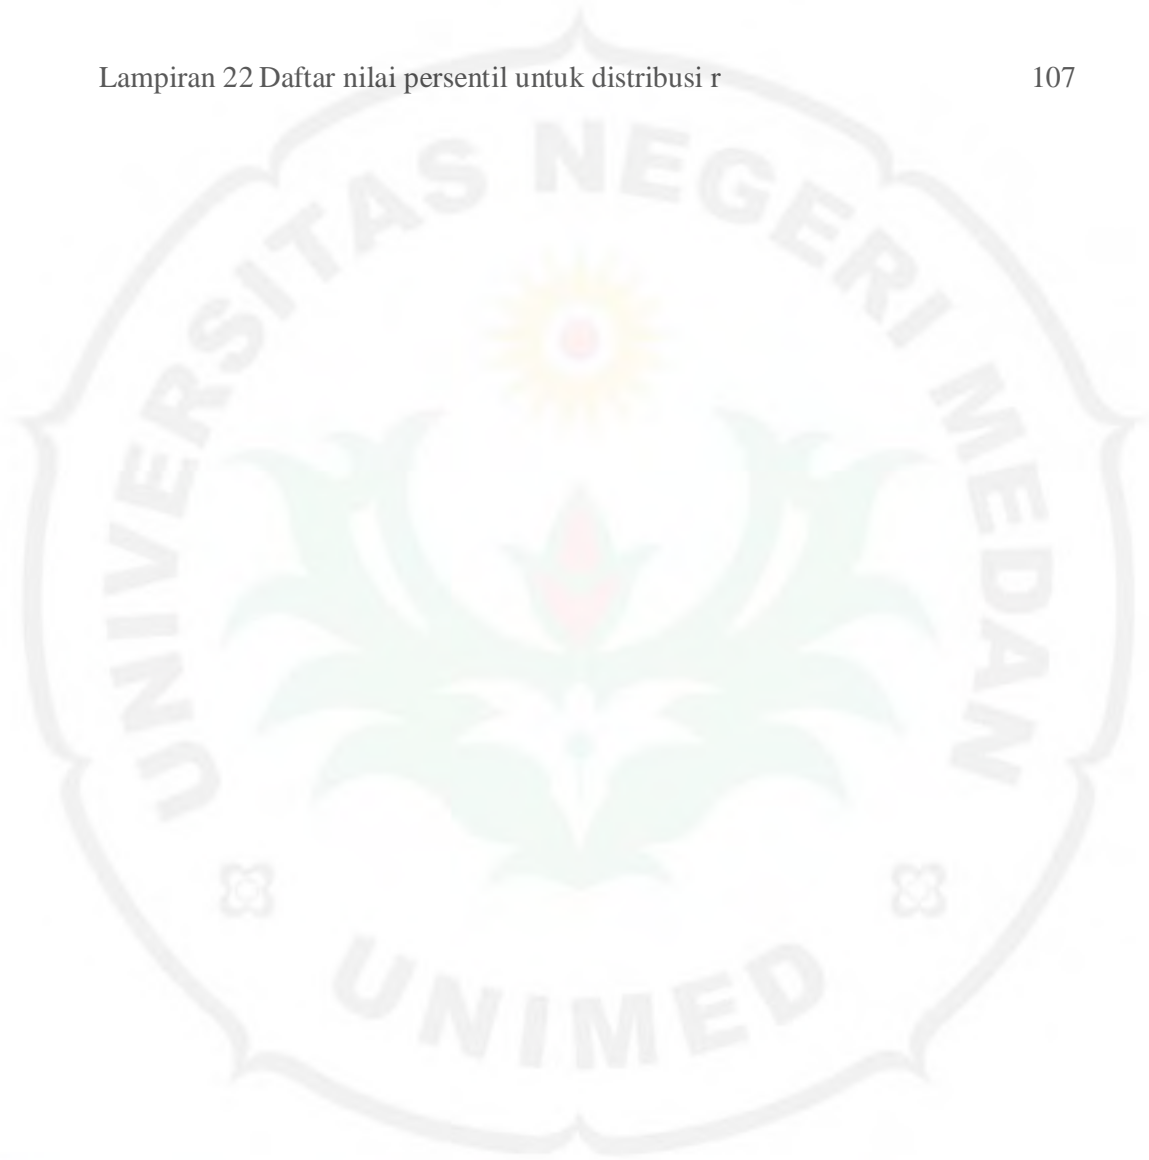 Lampiran 22 Daftar nilai persentil untuk distribusi r 107
UNIVERSITAS NEGERI MEDAN
UNIMED